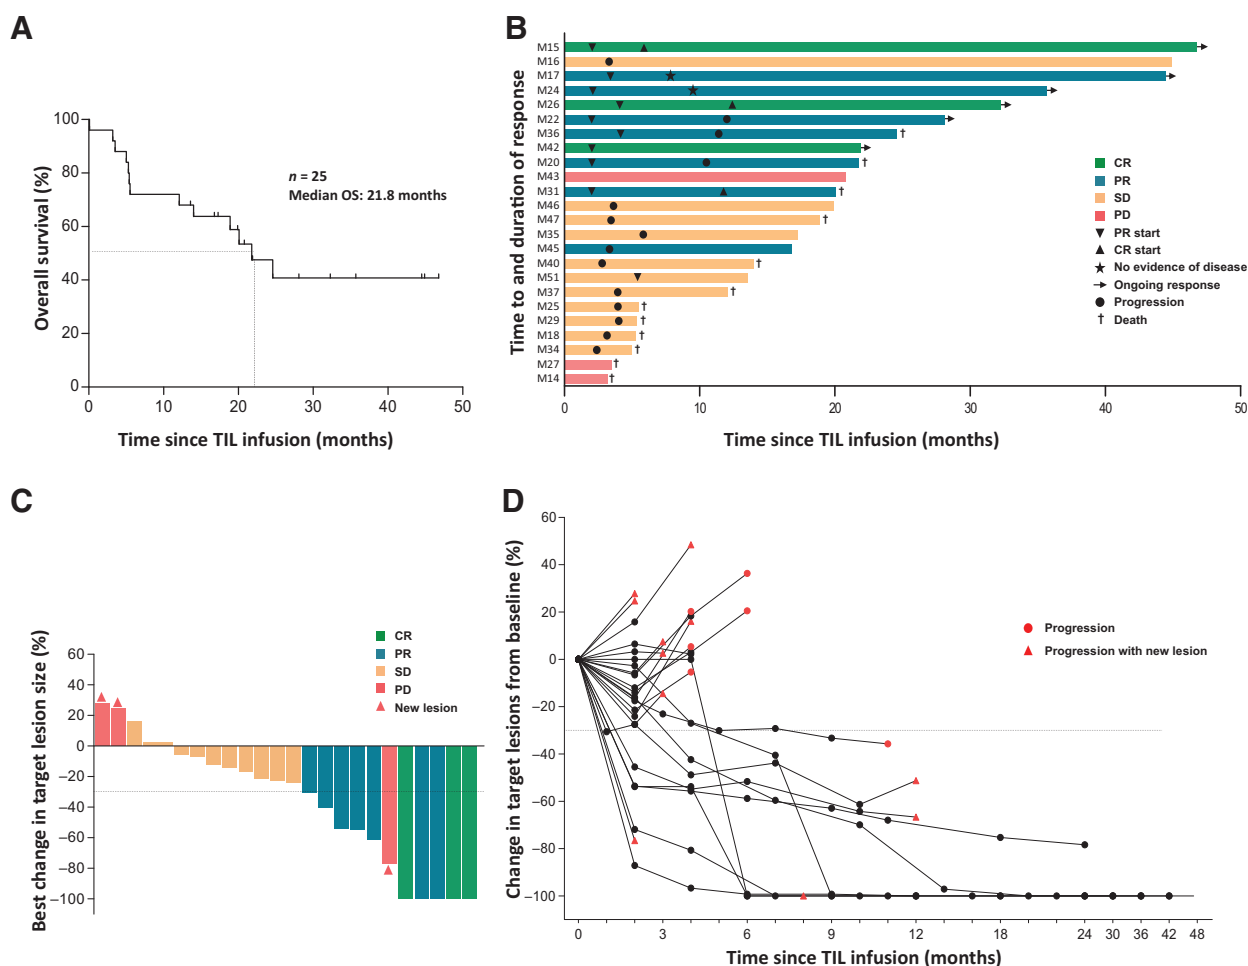 A
Overall survival (%)
100
80
60
40
20
0
n = 25
Median OS: 21.8 months
0 10 20 30 40 50
Time since TIL infusion (months)
B
Time to and duration of response
M15
M16
M17
M24
M26
M22
M36
M42
M20
M43
M31
M46
M47
M35
M45
M40
M51
M37
M25
M29
M18
M34
M27
M14
CR
PR
SD
PD
PR start
CR start
No evidence of disease
Ongoing response
Progression
† Death
0 10 20 30 40 50
Time since TIL infusion (months)
C
Best change in target lesion size (%)
60
40
20
0
−20
−40
−60
−80
−100
CR
PR
SD
PD
New lesion
D
Change in target lesions from baseline (%)
60
40
20
0
−20
−40
−60
−80
−100
Progression
Progression with new lesion
0 3 6 9 12 18 24 30 36 42 48
Time since TIL infusion (months)